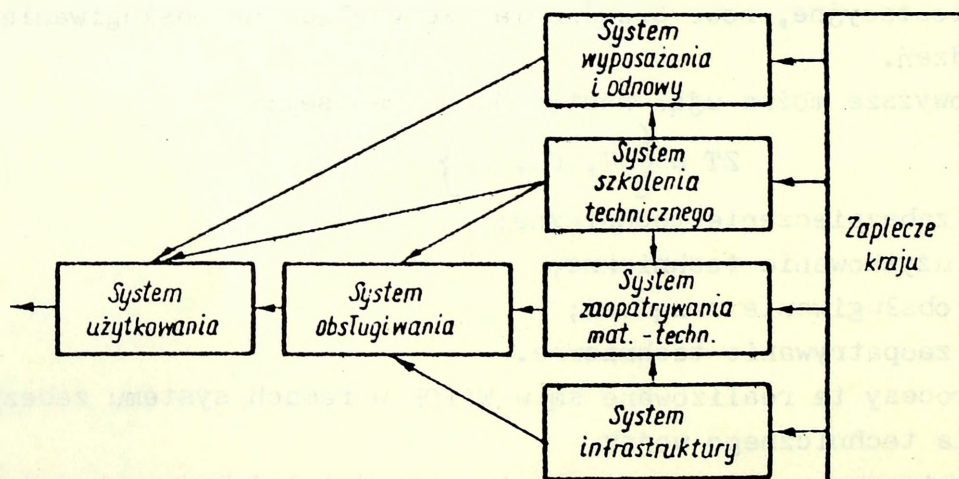 System
wyposażania
i odnowy
System
szkolenia
technicznego
Zaplecze
kraju
System
użytkowania
System
obsługiwania
System
zaopatrywania
mat.-techn.
System
infrastruktury